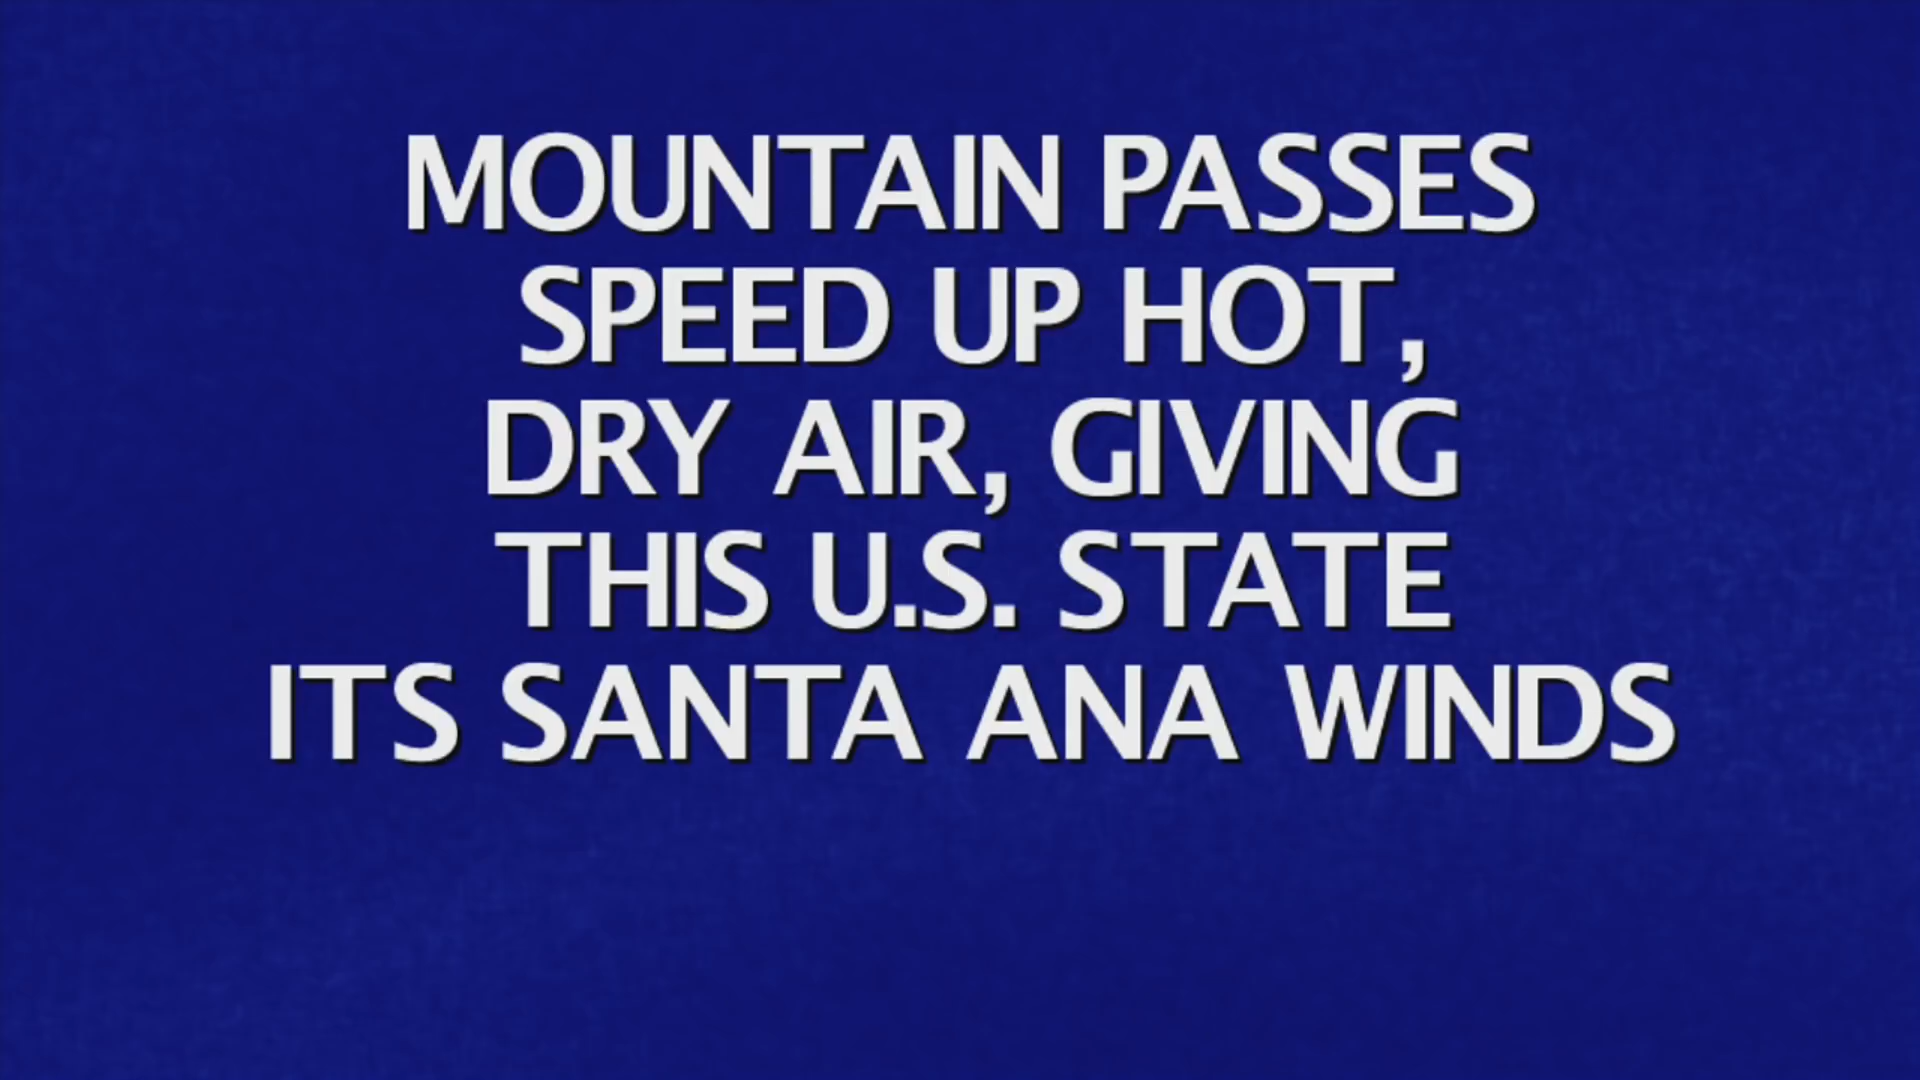 MOUNTAIN PASSES
SPEED UP HOT,
DRY AIR, GIVING
THIS U.S. STATE
ITS SANTA ANA WINDS